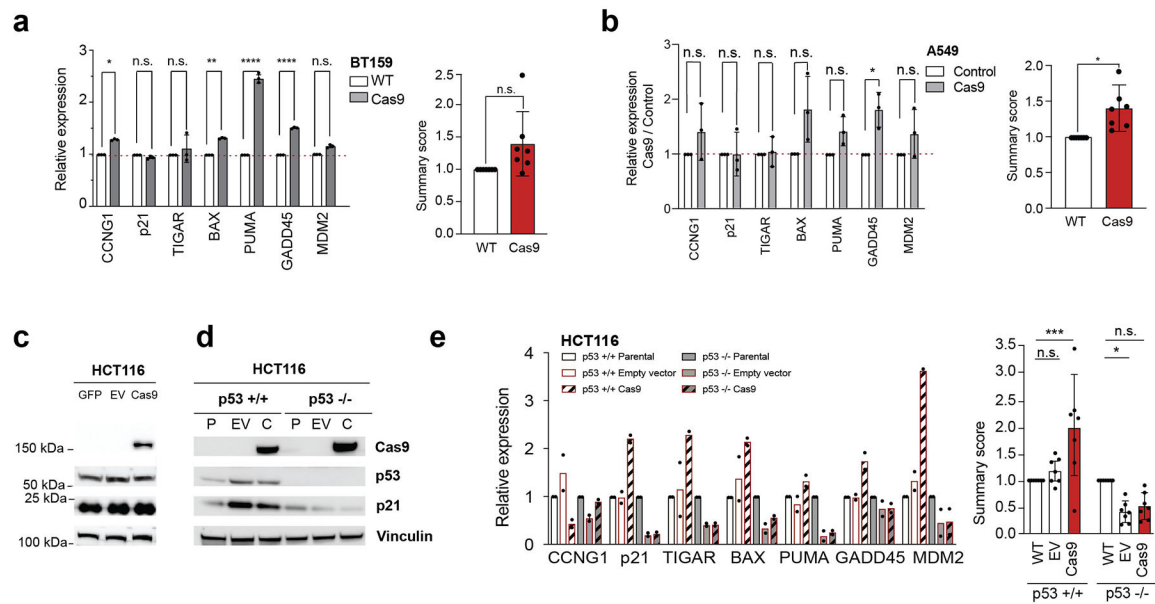 a
BT159
WT
Cas9
Relative expression
3
2
1
0
*
n.s.
n.s.
**
****
****
n.s.
CCNG1
p21
TIGAR
BAX
PUMA
GADD45
MDM2
Summary score
2.5
2.0
1.5
1.0
0.5
0.0
n.s.
WT
Cas9
b
A549
Control
Cas9
Relative expression
Cas9 / Control
3
2
1
0
n.s.
n.s.
n.s.
n.s.
n.s.
*
n.s.
CCNG1
p21
TIGAR
BAX
PUMA
GADD45
MDM2
Summary score
2.0
1.5
1.0
0.5
0.0
*
WT
Cas9
c
HCT116
GFP EV Cas9
150 kDa
50 kDa
25 kDa
100 kDa
d
HCT116
p53 +/+ p53 -/-
P EV C P EV C
Cas9
p53
p21
Vinculin
e
HCT116
p53 +/+ Parental
p53 +/+ Empty vector
p53 +/+ Cas9
p53 -/- Parental
p53 -/- Empty vector
p53 -/- Cas9
Relative expression
4
2
1
0
CCNG1 p21 TIGAR BAX PUMA GADD45 MDM2
Summary score
3.5
3.0
2.5
2.0
1.5
1.0
0.5
0.0
***
n.s.
n.s.
*
WT
EV
Cas9
WT
EV
Cas9
p53 +/+ p53 -/-